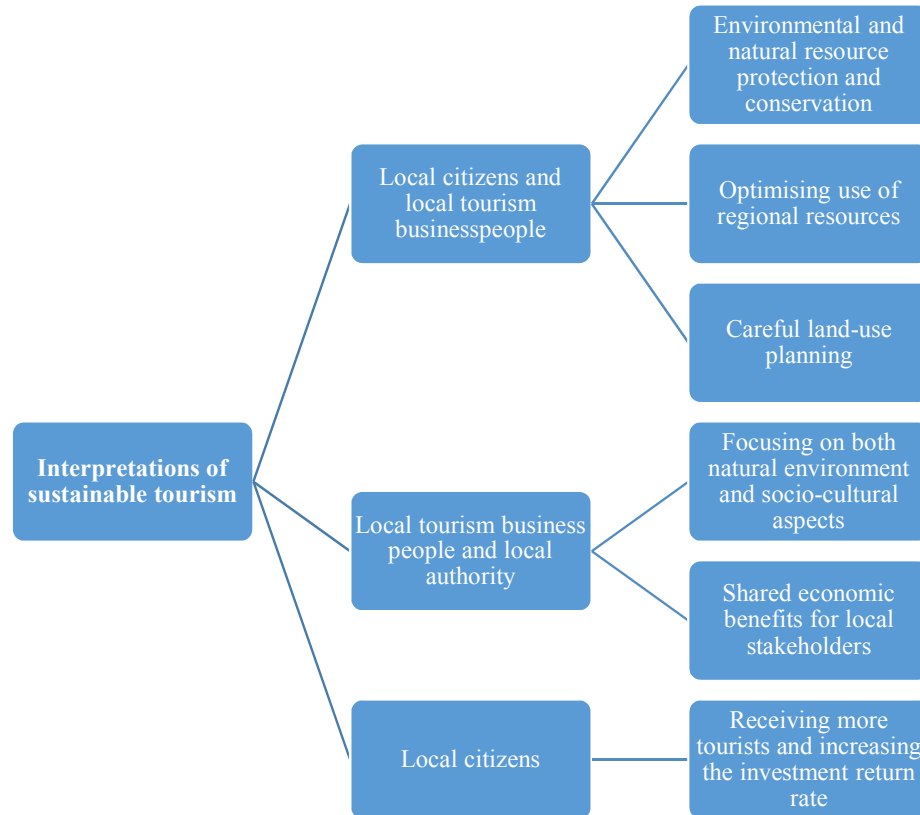 Interpretations of
sustainable tourism
Local citizens and
local tourism
businesspeople
Environmental and
natural resource
protection and
conservation
Optimising use of
regional resources
Careful land-use
planning
Local tourism business
people and local
authority
Focusing on both
natural environment
and socio-cultural
aspects
Shared economic
benefits for local
stakeholders
Local citizens
Receiving more
tourists and increasing
the investment return
rate